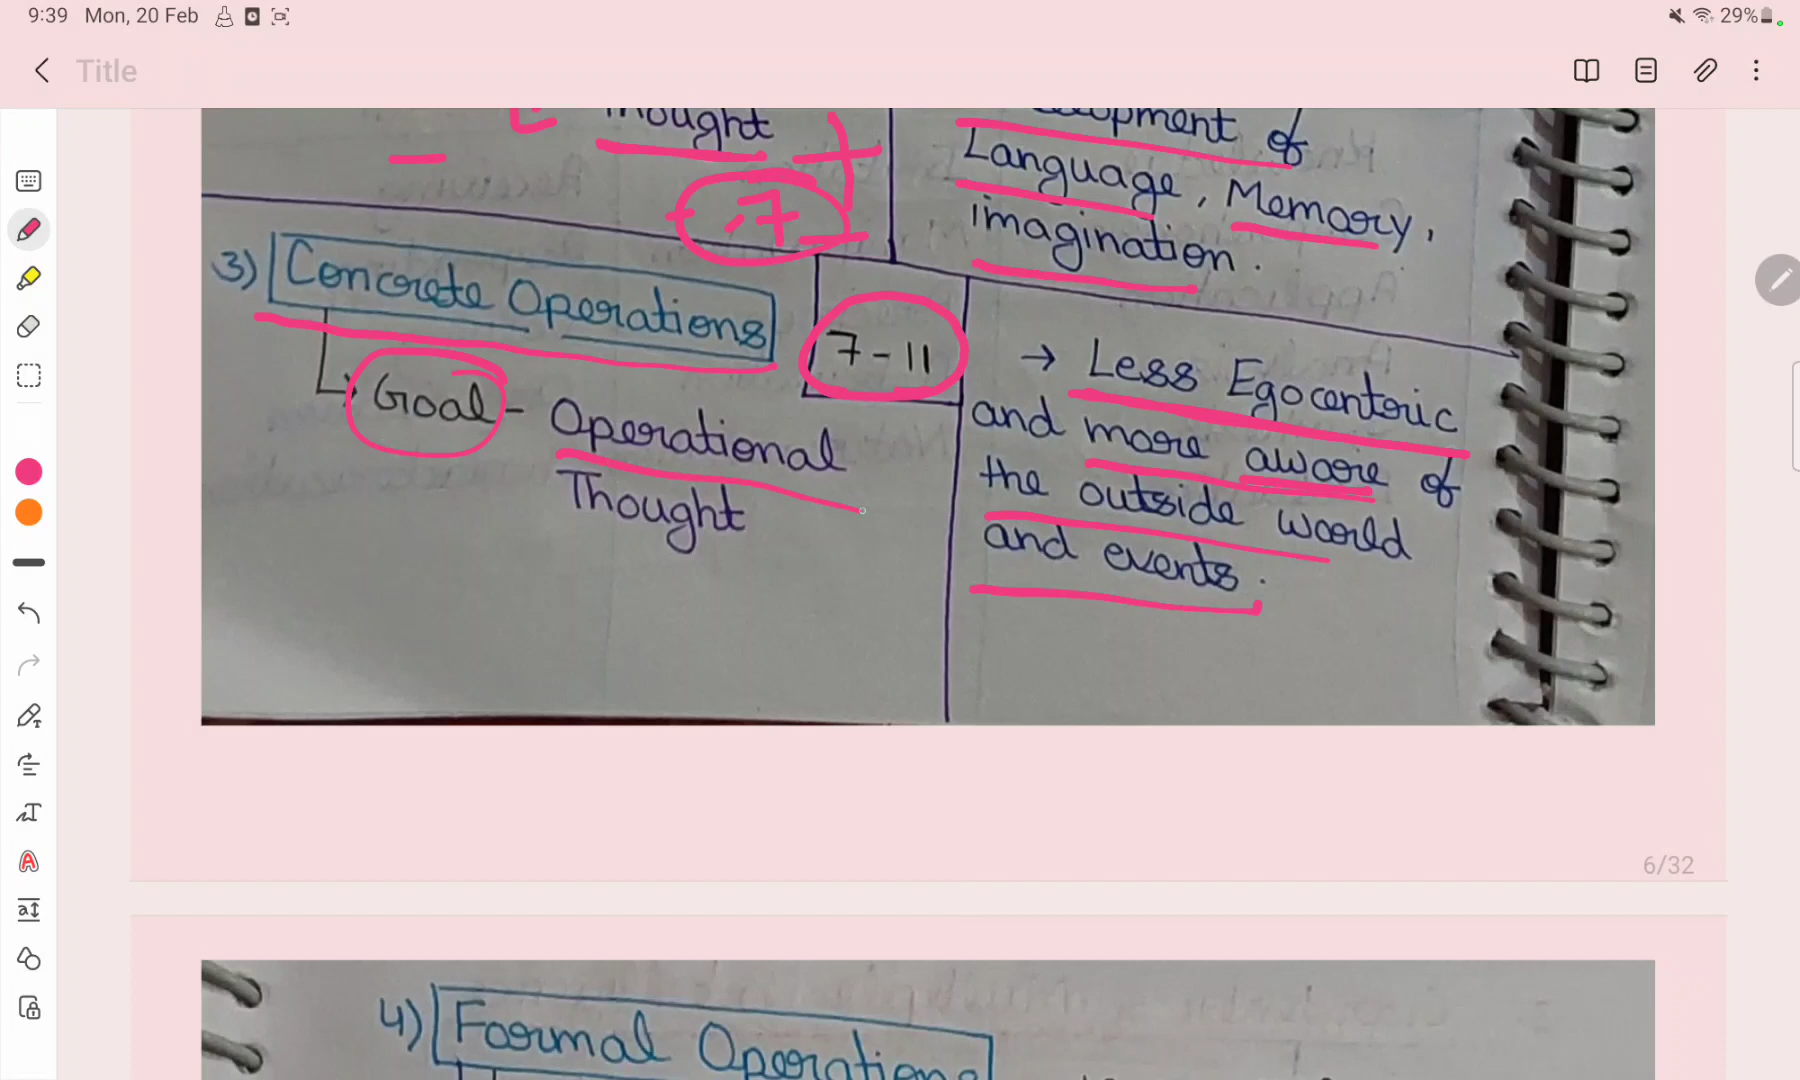 9:39 Mon, 20 Feb
29%
Title
Thought
Language, Memory,
imagination.
7
3) Concrete Operations
7-11
Goal - Operational
Thought
→ Less Egocentric
and more aware of
the outside world
and events.
6/32
4) Formal Operations